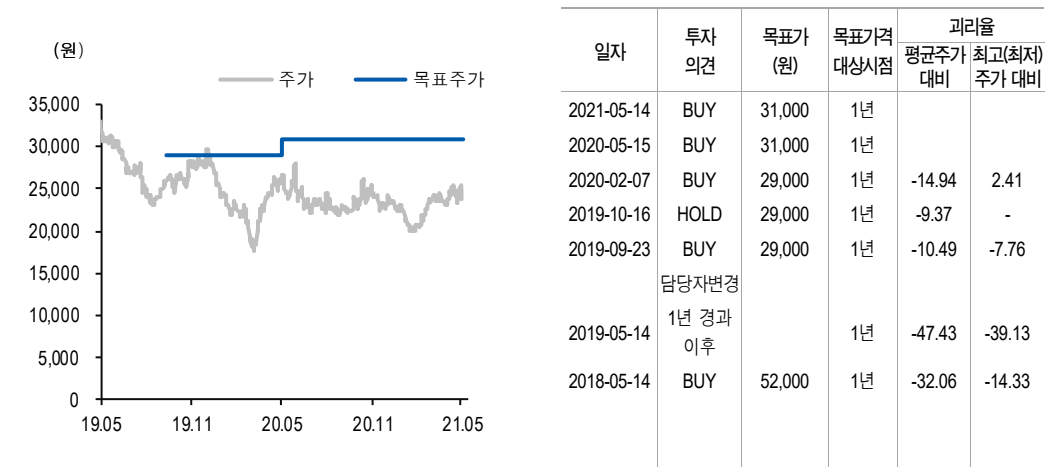 (원)
주가 목표주가
35,000
30,000
25,000
20,000
15,000
10,000
5,000
0
19.05 19.11 20.05 20.11 21.05
일자 투자 의견 목표가 (원) 목표가격 대상시점 괴리율
평균주가 대비 최고(최저) 주가 대비
2021-05-14 BUY 31,000 1년
2020-05-15 BUY 31,000 1년
2020-02-07 BUY 29,000 1년 -14.94 2.41
2019-10-16 HOLD 29,000 1년 -9.37 -
2019-09-23 BUY 29,000 1년 -10.49 -7.76
담당자변경
2019-05-14 1년 경과 이후 1년 -47.43 -39.13
2018-05-14 BUY 52,000 1년 -32.06 -14.33